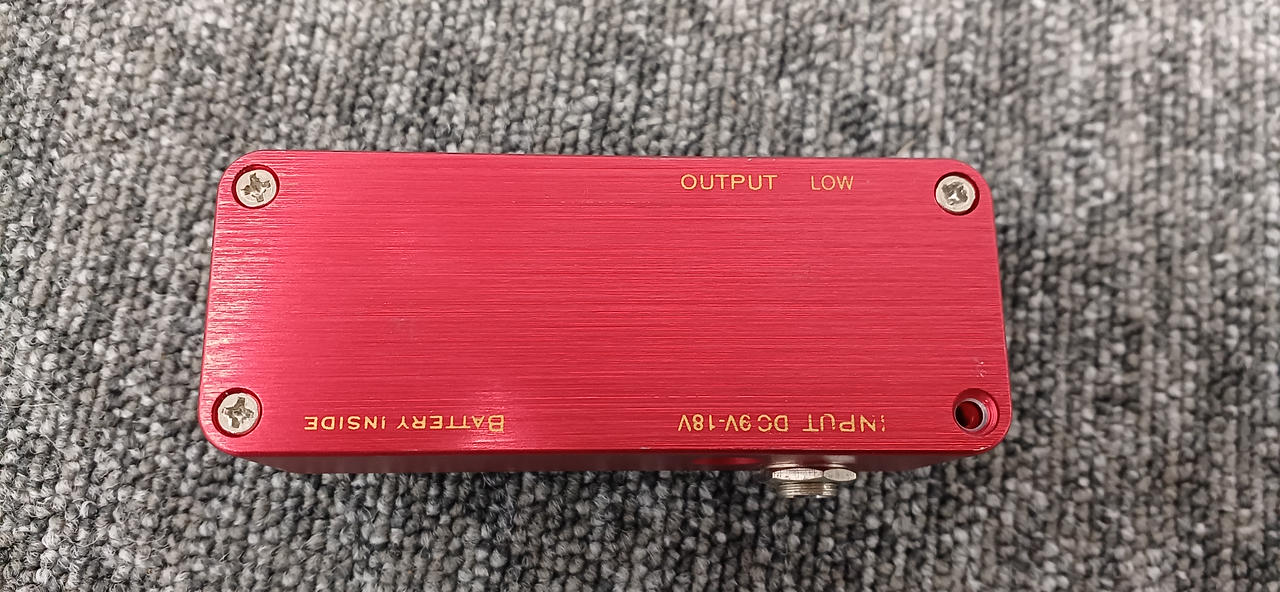 OUTPUT LOW
BATTERY INSIDE
INPUT DC 9V-18V